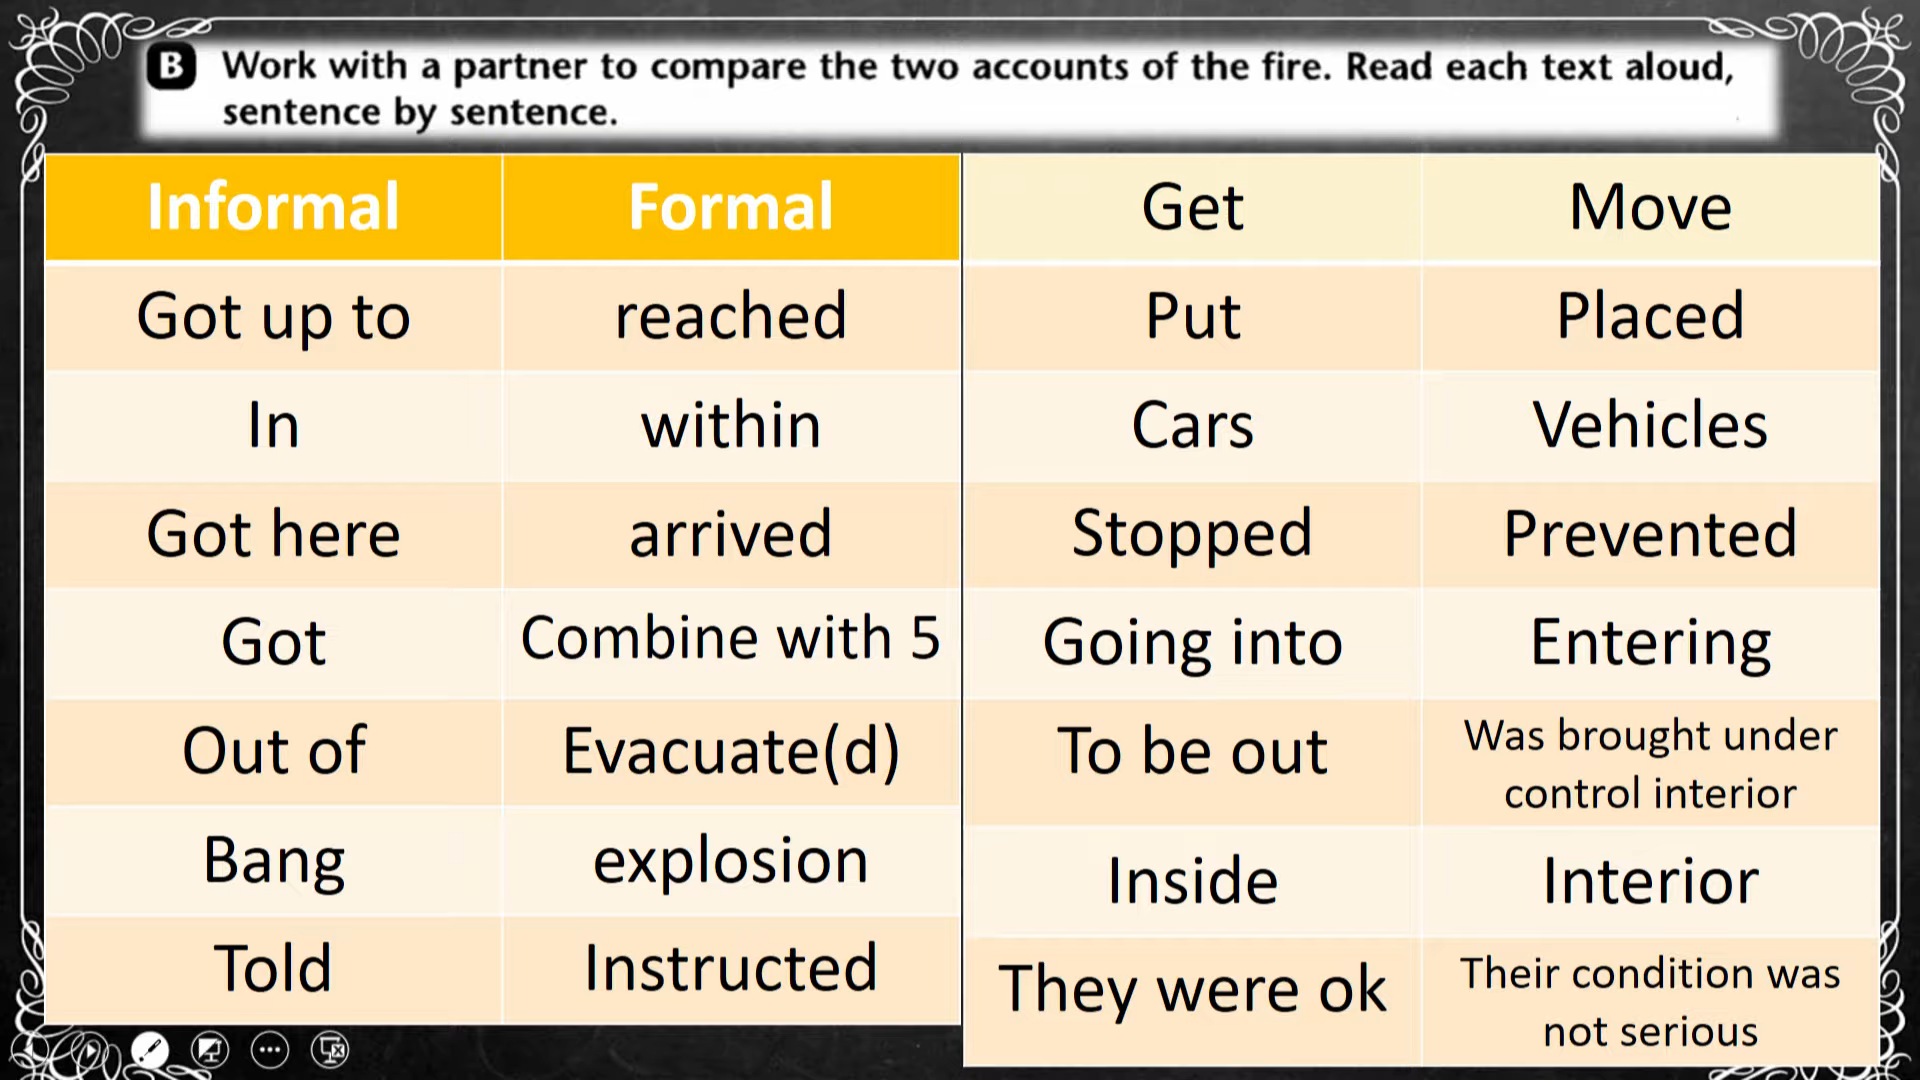 B Work with a partner to compare the two accounts of the fire. Read each text aloud,
sentence by sentence.
Informal Formal
Got up to reached
In within
Got here arrived
Got Combine with 5
Out of Evacuate(d)
Bang explosion
Told Instructed
Get Move
Put Placed
Cars Vehicles
Stopped Prevented
Going into Entering
To be out Was brought under
control interior
Inside Interior
They were ok Their condition was
not serious